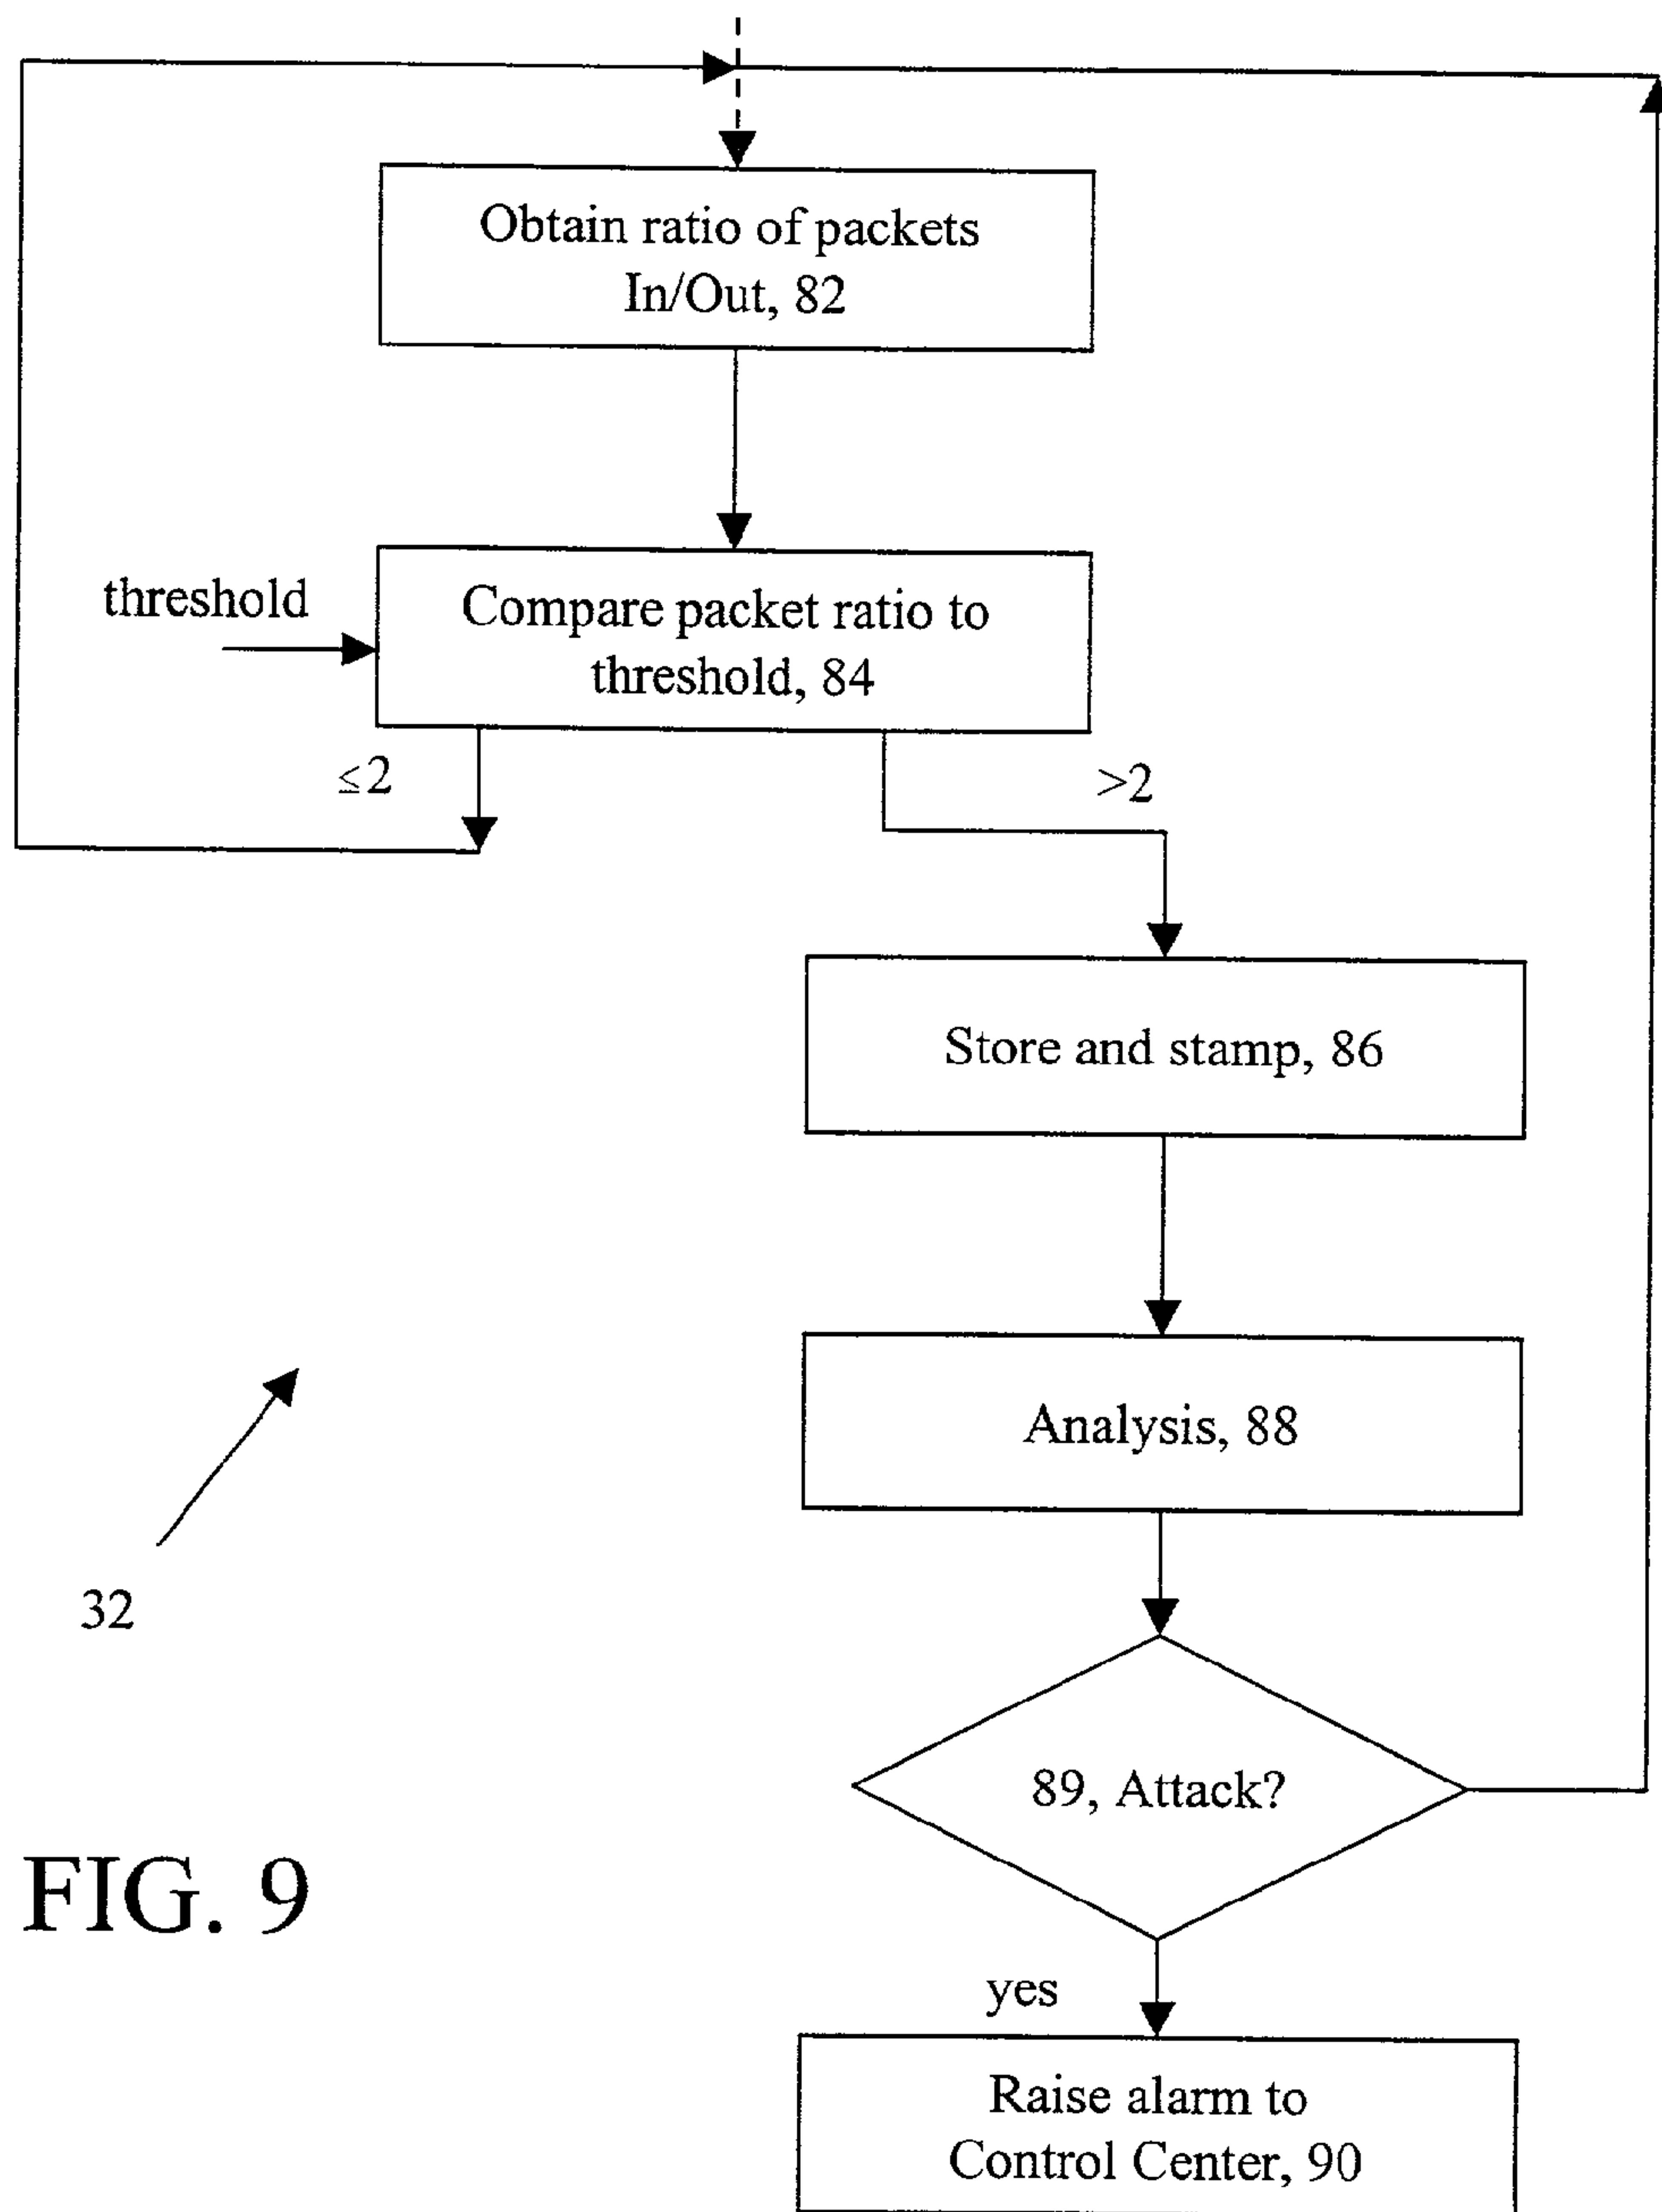 Obtain ratio of packets
In/Out, 82
threshold
Compare packet ratio to
threshold, 84
≤2
>2
Store and stamp, 86
Analysis, 88
32
89, Attack?
FIG. 9
yes
Raise alarm to
Control Center, 90